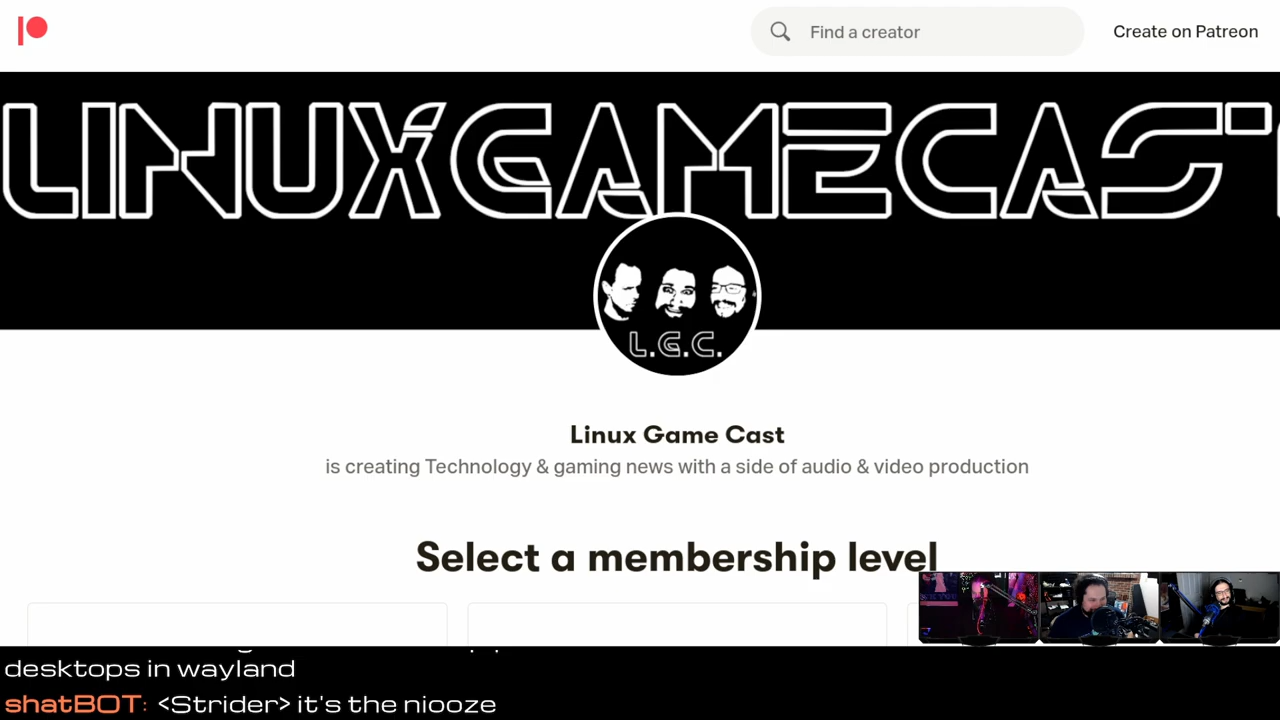 Find a creator
Create on Patreon
LINUXGAMECAST
L.G.C.
Linux Game Cast
is creating Technology & gaming news with a side of audio & video production
Select a membership level
desktops in wayland
shatBOT: <Strider> it's the niooze